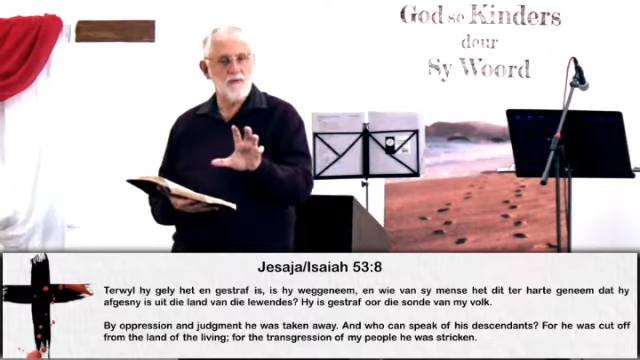 God se Kinders
deur
Sy Woord
Jesaja/Isaiah 53:8
Terwyl hy gely het en gestraf is, is hy weggeneem, en wie van sy mense het dit ter harte geneem dat hy
afgesny is uit die land van die lewendes? Hy is gestraf oor die sonde van my volk.
By oppression and judgment he was taken away. And who can speak of his descendants? For he was cut off
from the land of the living; for the transgression of my people he was stricken.